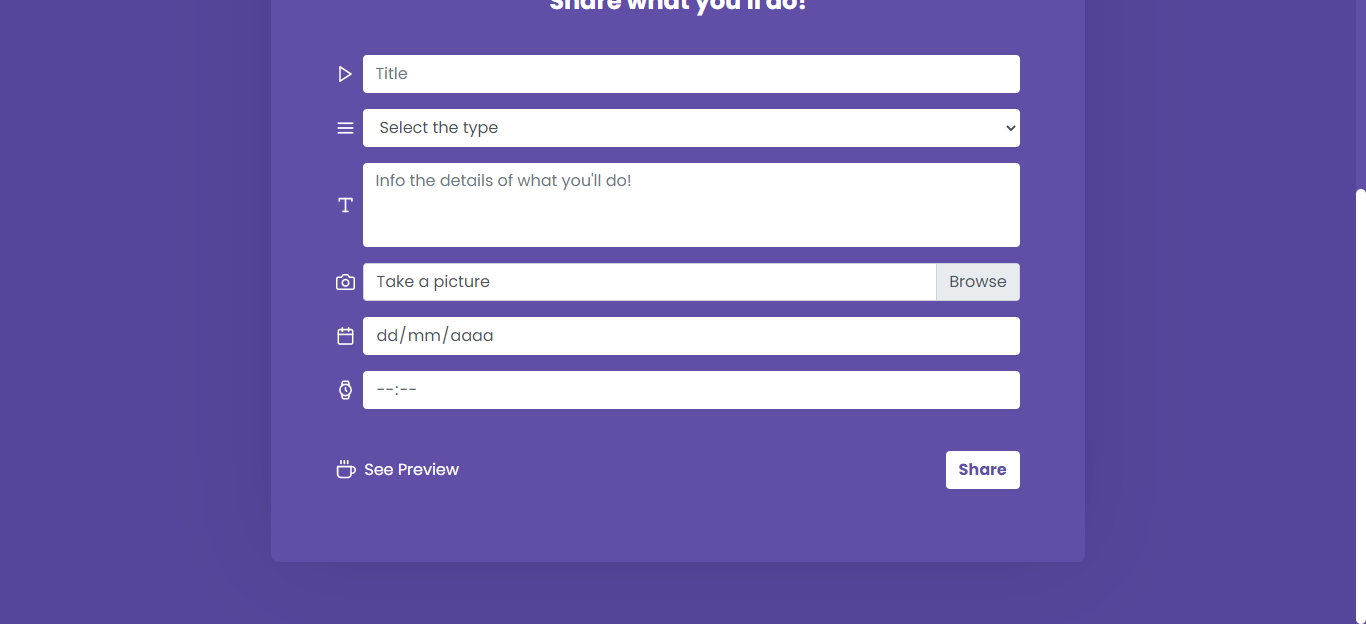 Share what you'll do!
Title
Select the type
Info the details of what you'll do!
Take a picture Browse
dd/mm/aaaa
--:--
See Preview Share